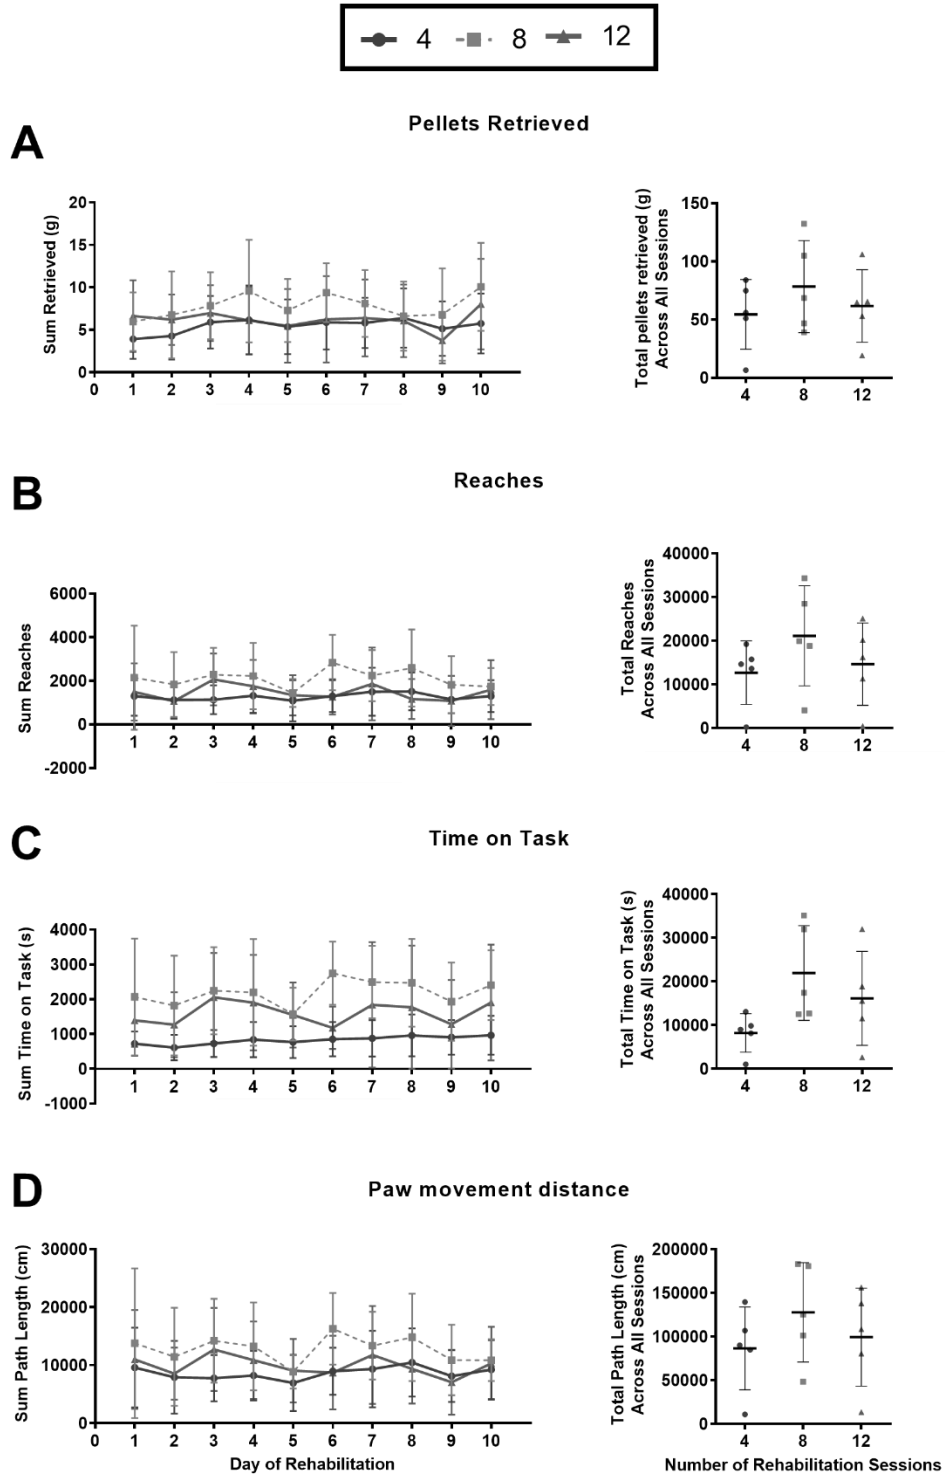 4 8 12
A
Pellets Retrieved
Sum Retrieved (g)
20
15
10
5
0
0 1 2 3 4 5 6 7 8 9 10
Total pellets retrieved (g)
Across All Sessions
150
100
50
0
4 8 12
B
Reaches
Sum Reaches
6000
4000
2000
0
-2000
1 2 3 4 5 6 7 8 9 10
Total Reaches
Across All Sessions
40000
30000
20000
10000
0
4 8 12
C
Time on Task
Sum Time on Task (s)
4000
3000
2000
1000
0
-1000
1 2 3 4 5 6 7 8 9 10
Total Time on Task (s)
Across All Sessions
40000
30000
20000
10000
0
4 8 12
D
Paw movement distance
Sum Path Length (cm)
30000
20000
10000
0
0 1 2 3 4 5 6 7 8 9 10
Day of Rehabilitation
Total Path Length (cm)
Across All Sessions
200000
150000
100000
50000
0
4 8 12
Number of Rehabilitation Sessions